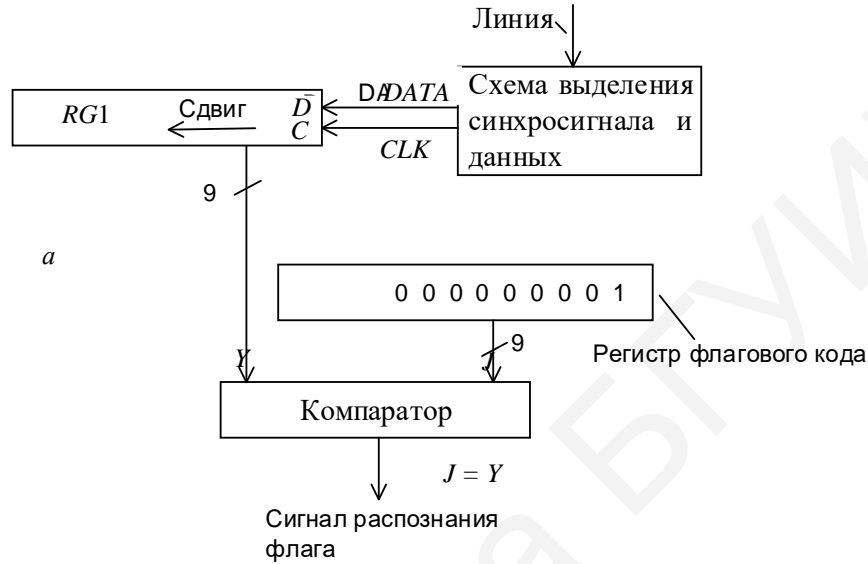 Линия
RG1
Сдвиг
D
C
DATA
CLK
Схема выделения
синхросигнала и
данных
9
а
0 0 0 0 0 0 0 0 1
9
Y
J
Регистр флагового кода
Компаратор
J = Y
Сигнал распознания
флага
а БГУИ